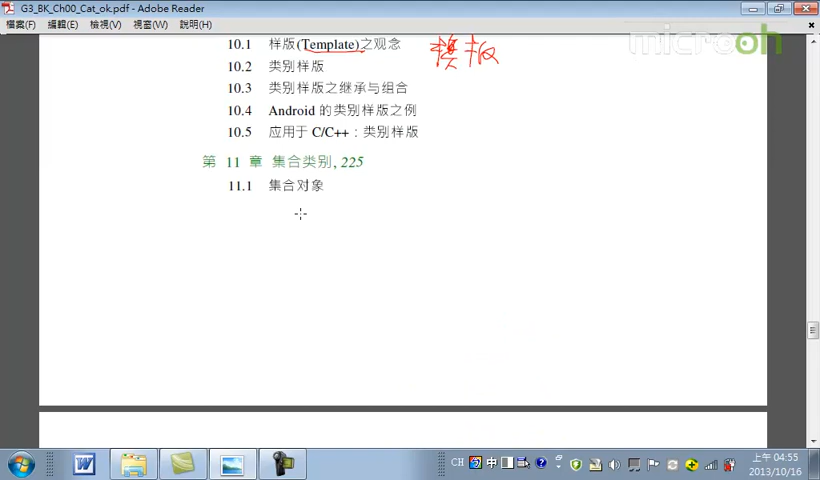 G3_BK_Ch00_Cat_ok.pdf - Adobe Reader
檔案(F) 編輯(E) 檢視(V) 視窗(W) 說明(H)
microoh
10.1 样版(Template)之观念
模板
10.2 类别样版
10.3 类别样版之继承与组合
10.4 Android 的类别样版之例
10.5 应用于 C/C++：类别样版
第 11 章 集合类别, 225
11.1 集合对象
CH 中
上午 04:55
2013/10/16